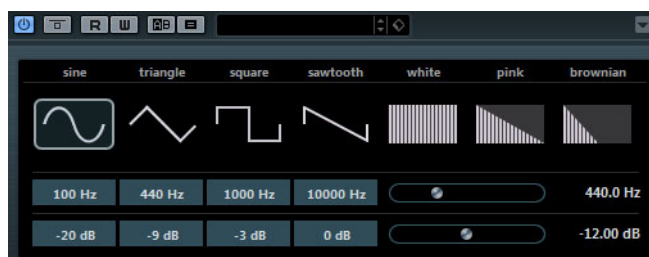 R W A B
sine triangle square sawtooth white pink brownian
100 Hz 440 Hz 1000 Hz 10000 Hz 440.0 Hz
-20 dB -9 dB -3 dB 0 dB -12.00 dB